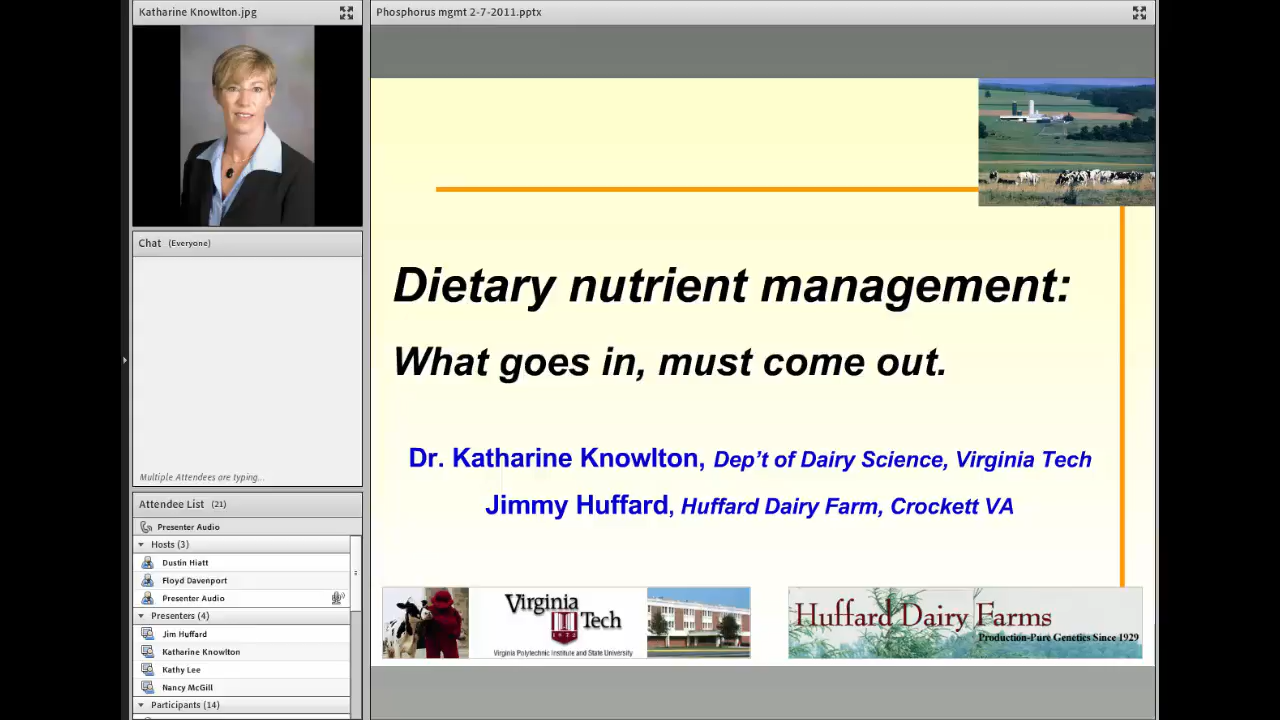 Katharine Knowlton.jpg
Chat (Everyone)
Multiple Attendees are typing...
Attendee List (21)
Presenter Audio
Hosts (3)
Dustin Hiatt
Floyd Davenport
Presenter Audio
Presenters (4)
Jim Huffard
Katharine Knowlton
Kathy Lee
Nancy McGill
Participants (14)
Phosphorus mgmt 2-7-2011.pptx
Dietary nutrient management:
What goes in, must come out.
Dr. Katharine Knowlton, Dep't of Dairy Science, Virginia Tech
Jimmy Huffard, Huffard Dairy Farm, Crockett VA
Virginia
Tech
1872
Virginia Polytechnic Institute and State University
Huffard Dairy Farms
Production-Pure Genetics Since 1929